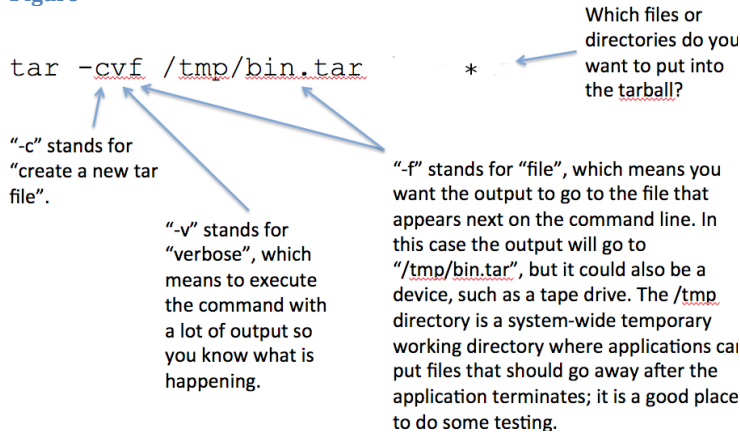 Figure
Which files or
directories do you
want to put into
the tarball?
tar -cvf /tmp/bin.tar *
"-c" stands for
"create a new tar
file".
"-v" stands for
"verbose", which
means to execute
the command with
a lot of output so
you know what is
happening.
"-f" stands for "file", which means you
want the output to go to the file that
appears next on the command line. In
this case the output will go to
"/tmp/bin.tar", but it could also be a
device, such as a tape drive. The /tmp
directory is a system-wide temporary
working directory where applications can
put files that should go away after the
application terminates; it is a good place
to do some testing.